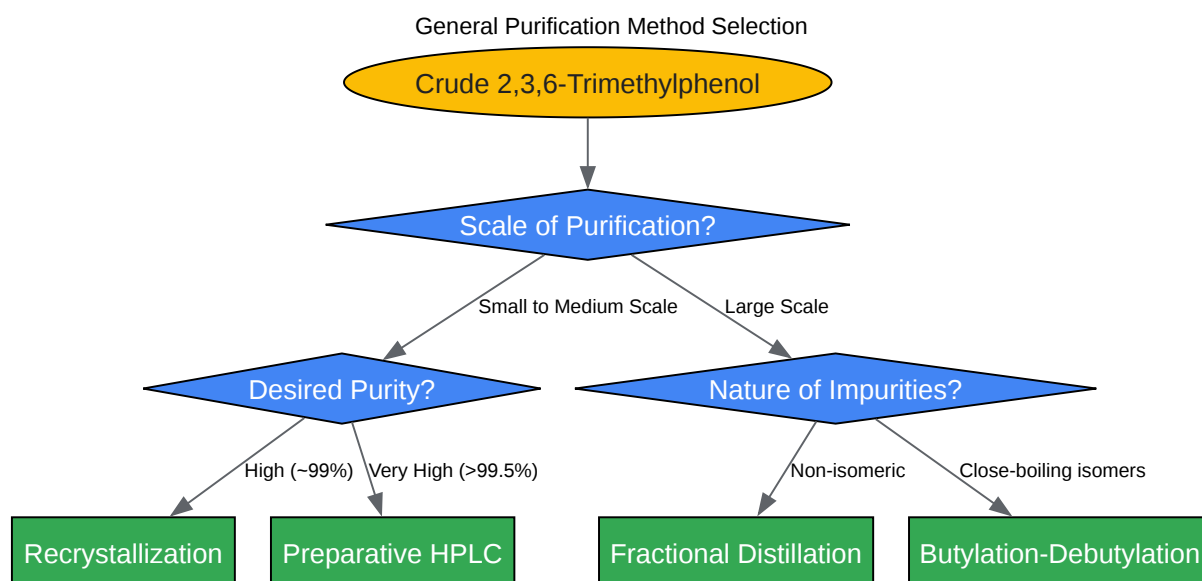 General Purification Method Selection
Crude 2,3,6-Trimethylphenol
Scale of Purification?
Small to Medium Scale
Large Scale
Desired Purity?
Nature of Impurities?
High (~99%)
Very High (>99.5%)
Non-isomeric
Close-boiling isomers
Recrystallization
Preparative HPLC
Fractional Distillation
Butylation-Debutylation